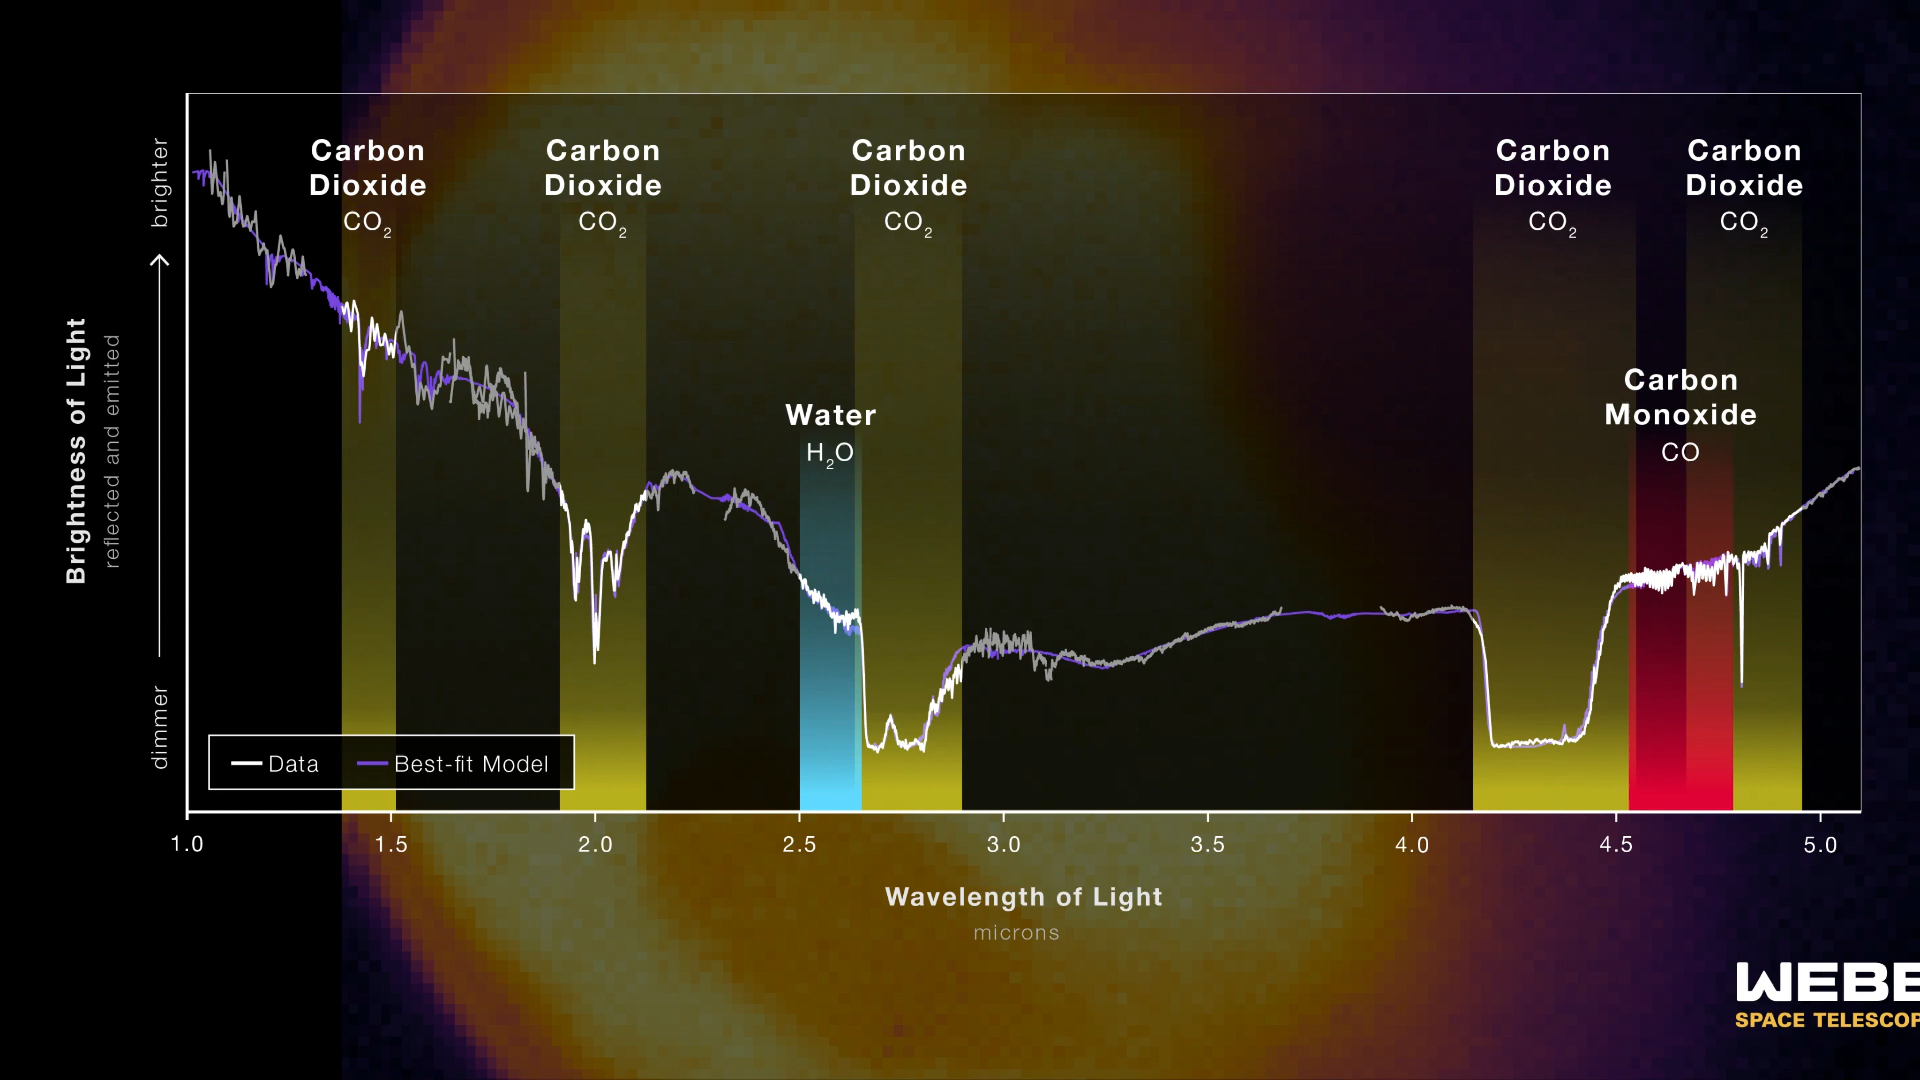 Carbon
Dioxide
CO₂
Carbon
Dioxide
CO₂
Carbon
Dioxide
CO₂
Carbon
Dioxide
CO₂
Carbon
Dioxide
CO₂
Water
H₂O
Carbon
Monoxide
CO
brighter
Brightness of Light
reflected and emitted
dimmer
Data
Best-fit Model
1.0 1.5 2.0 2.5 3.0 3.5 4.0 4.5 5.0
Wavelength of Light
microns
WEBB
SPACE TELESCOP